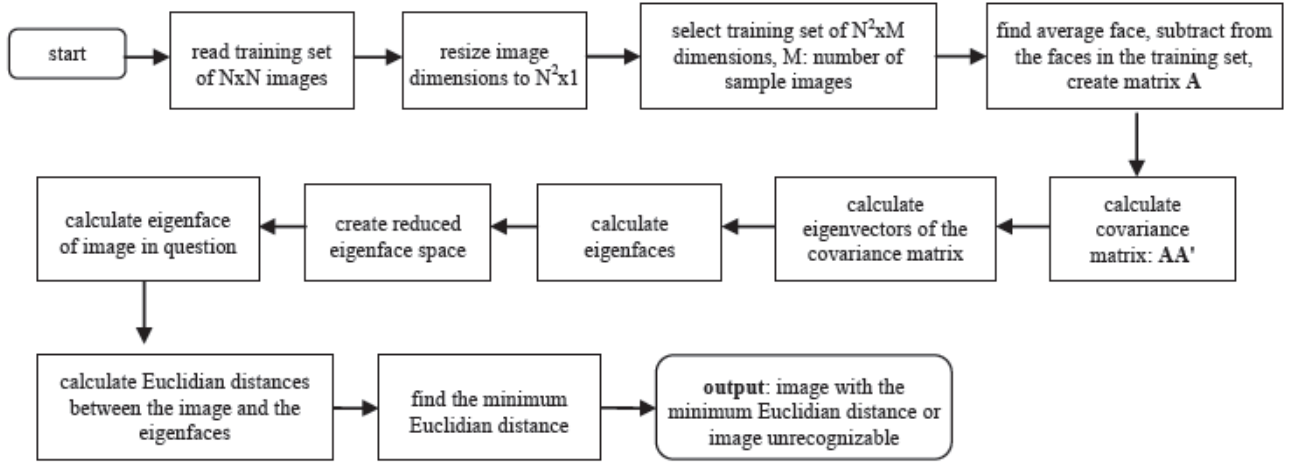 start
read training set
of NxN images
resize image
dimensions to N²x1
select training set of N²xM
dimensions, M: number of
sample images
find average face, subtract from
the faces in the training set,
create matrix A
calculate
covariance
matrix: AA'
calculate
eigenvectors of the
covariance matrix
calculate
eigenfaces
create reduced
eigenface space
calculate eigenface
of image in question
calculate Euclidian distances
between the image and the
eigenfaces
find the minimum
Euclidian distance
output: image with the
minimum Euclidian distance or
image unrecognizable